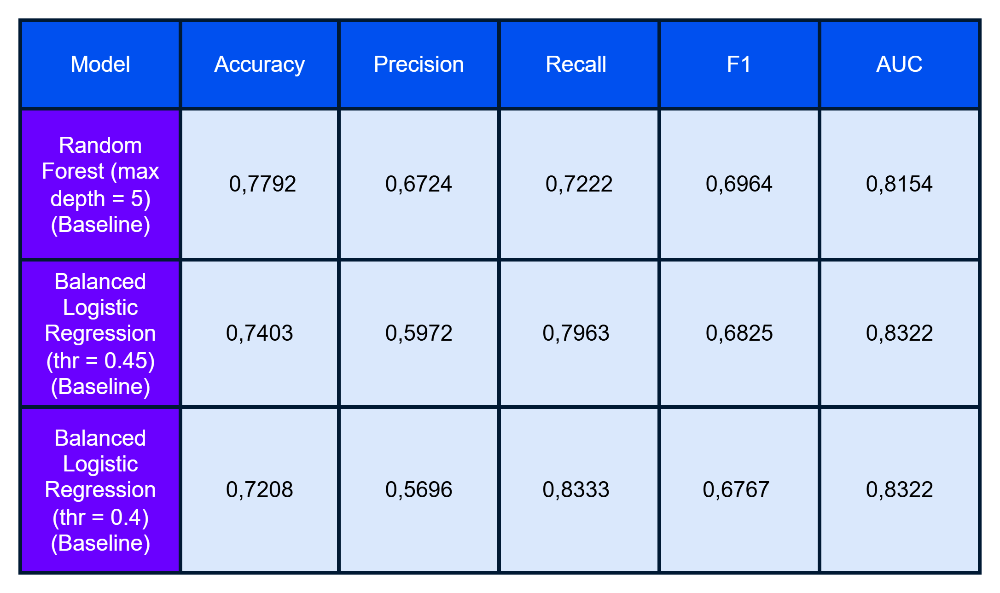 Model Accuracy Precision Recall F1 AUC
Random
Forest (max
depth = 5)
(Baseline)
0,7792 0,6724 0,7222 0,6964 0,8154
Balanced
Logistic
Regression
(thr = 0.45)
(Baseline)
0,7403 0,5972 0,7963 0,6825 0,8322
Balanced
Logistic
Regression
(thr = 0.4)
(Baseline)
0,7208 0,5696 0,8333 0,6767 0,8322